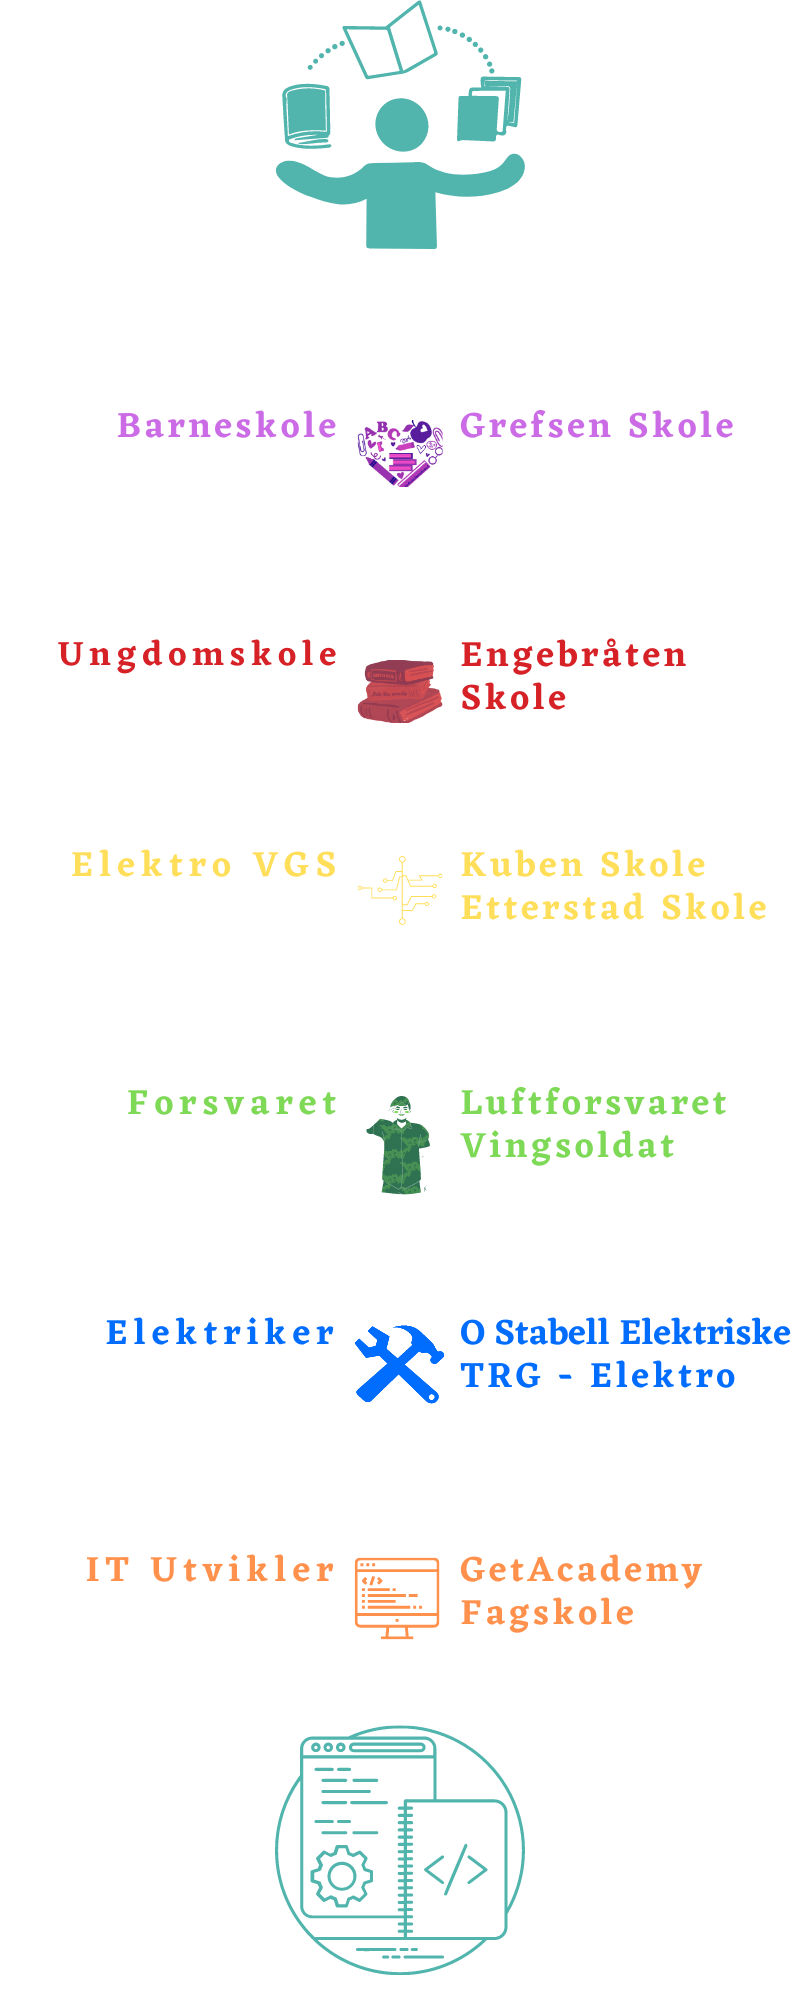 Barneskole
Grefsen Skole
Ungdomskole
Engebråten
Skole
Elektro VGS
Kuben Skole
Etterstad Skole
Forsvaret
Luftforsvaret
Vingsoldat
Elektriker
O Stabell Elektriske
TRG - Elektro
IT Utvikler
GetAcademy
Fagskole